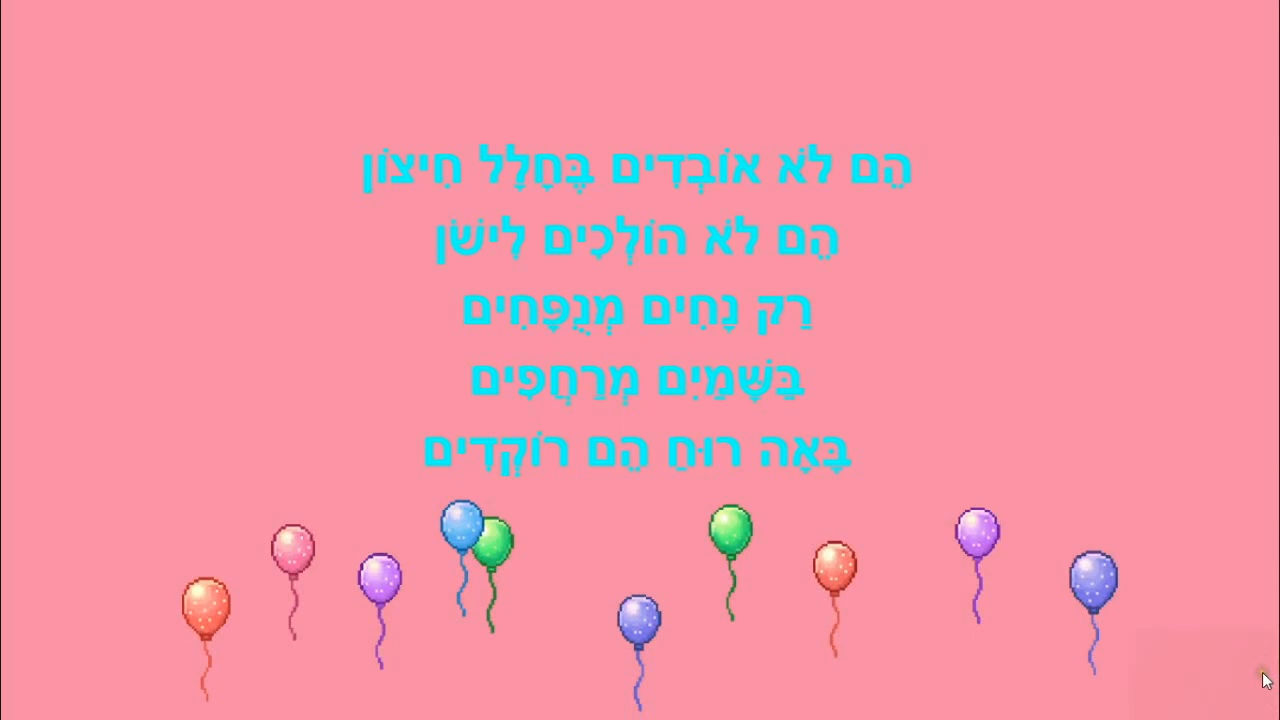 הֵם לֹא אוֹבְדִים בֶּחָלָל חִיצוֹן
הֵם לֹא הוֹלְכִים לִישֹׁן
רַק נָחִים מְנֻפָּחִים
בַּשָּׁמַיִם מְרַחֲפִים
בָּאָה רוּחַ הֵם רוֹקְדִים